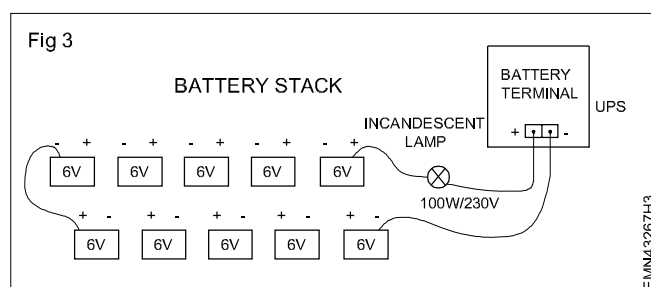 Fig 3
BATTERY STACK
BATTERY
TERMINAL
+ -
UPS
INCANDESCENT
LAMP
100W/230V
- + - + - + - + - +
6V 6V 6V 6V 6V
+ - + - + - + - + -
6V 6V 6V 6V 6V
EMN43267H3